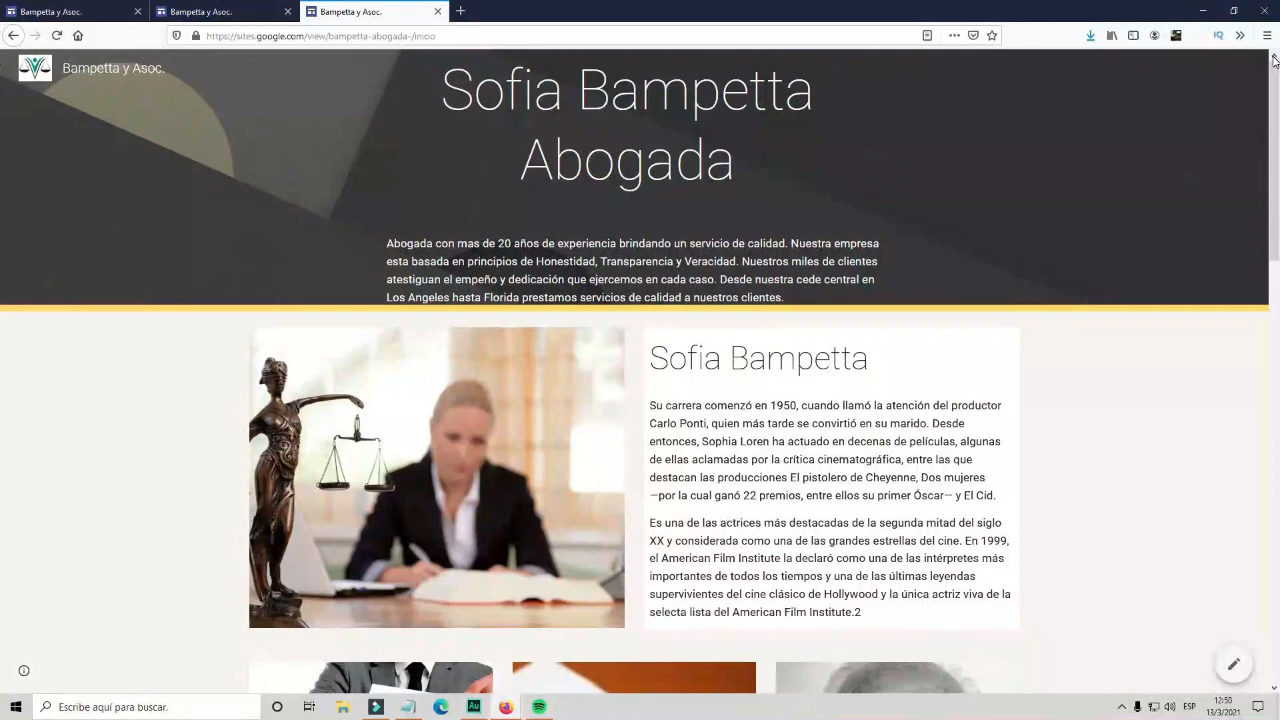 Bampetta y Asoc.
Bampetta y Asoc.
Bampetta y Asoc.
https://sites.google.com/view/bampetta-abogada-/inicio
IQ
Bampetta y Asoc.
Sofia Bampetta
Abogada
Abogada con mas de 20 años de experiencia brindando un servicio de calidad. Nuestra empresa
esta basada en principios de Honestidad, Transparencia y Veracidad. Nuestros miles de clientes
atestiguan el empeño y dedicación que ejercemos en cada caso. Desde nuestra cede central en
Los Angeles hasta Florida prestamos servicios de calidad a nuestros clientes.
Sofia Bampetta
Su carrera comenzó en 1950, cuando llamó la atención del productor
Carlo Ponti, quien más tarde se convirtió en su marido. Desde
entonces, Sophia Loren ha actuado en decenas de películas, algunas
de ellas aclamadas por la crítica cinematográfica, entre las que
destacan las producciones El pistolero de Cheyenne, Dos mujeres
—por la cual ganó 22 premios, entre ellos su primer Óscar— y El Cid.
Es una de las actrices más destacadas de la segunda mitad del siglo
XX y considerada como una de las grandes estrellas del cine. En 1999,
el American Film Institute la declaró como una de las intérpretes más
importantes de todos los tiempos y una de las últimas leyendas
supervivientes del cine clásico de Hollywood y la única actriz viva de la
selecta lista del American Film Institute.2
Escribe aquí para buscar.
Au
ESP
12:50
13/3/2021